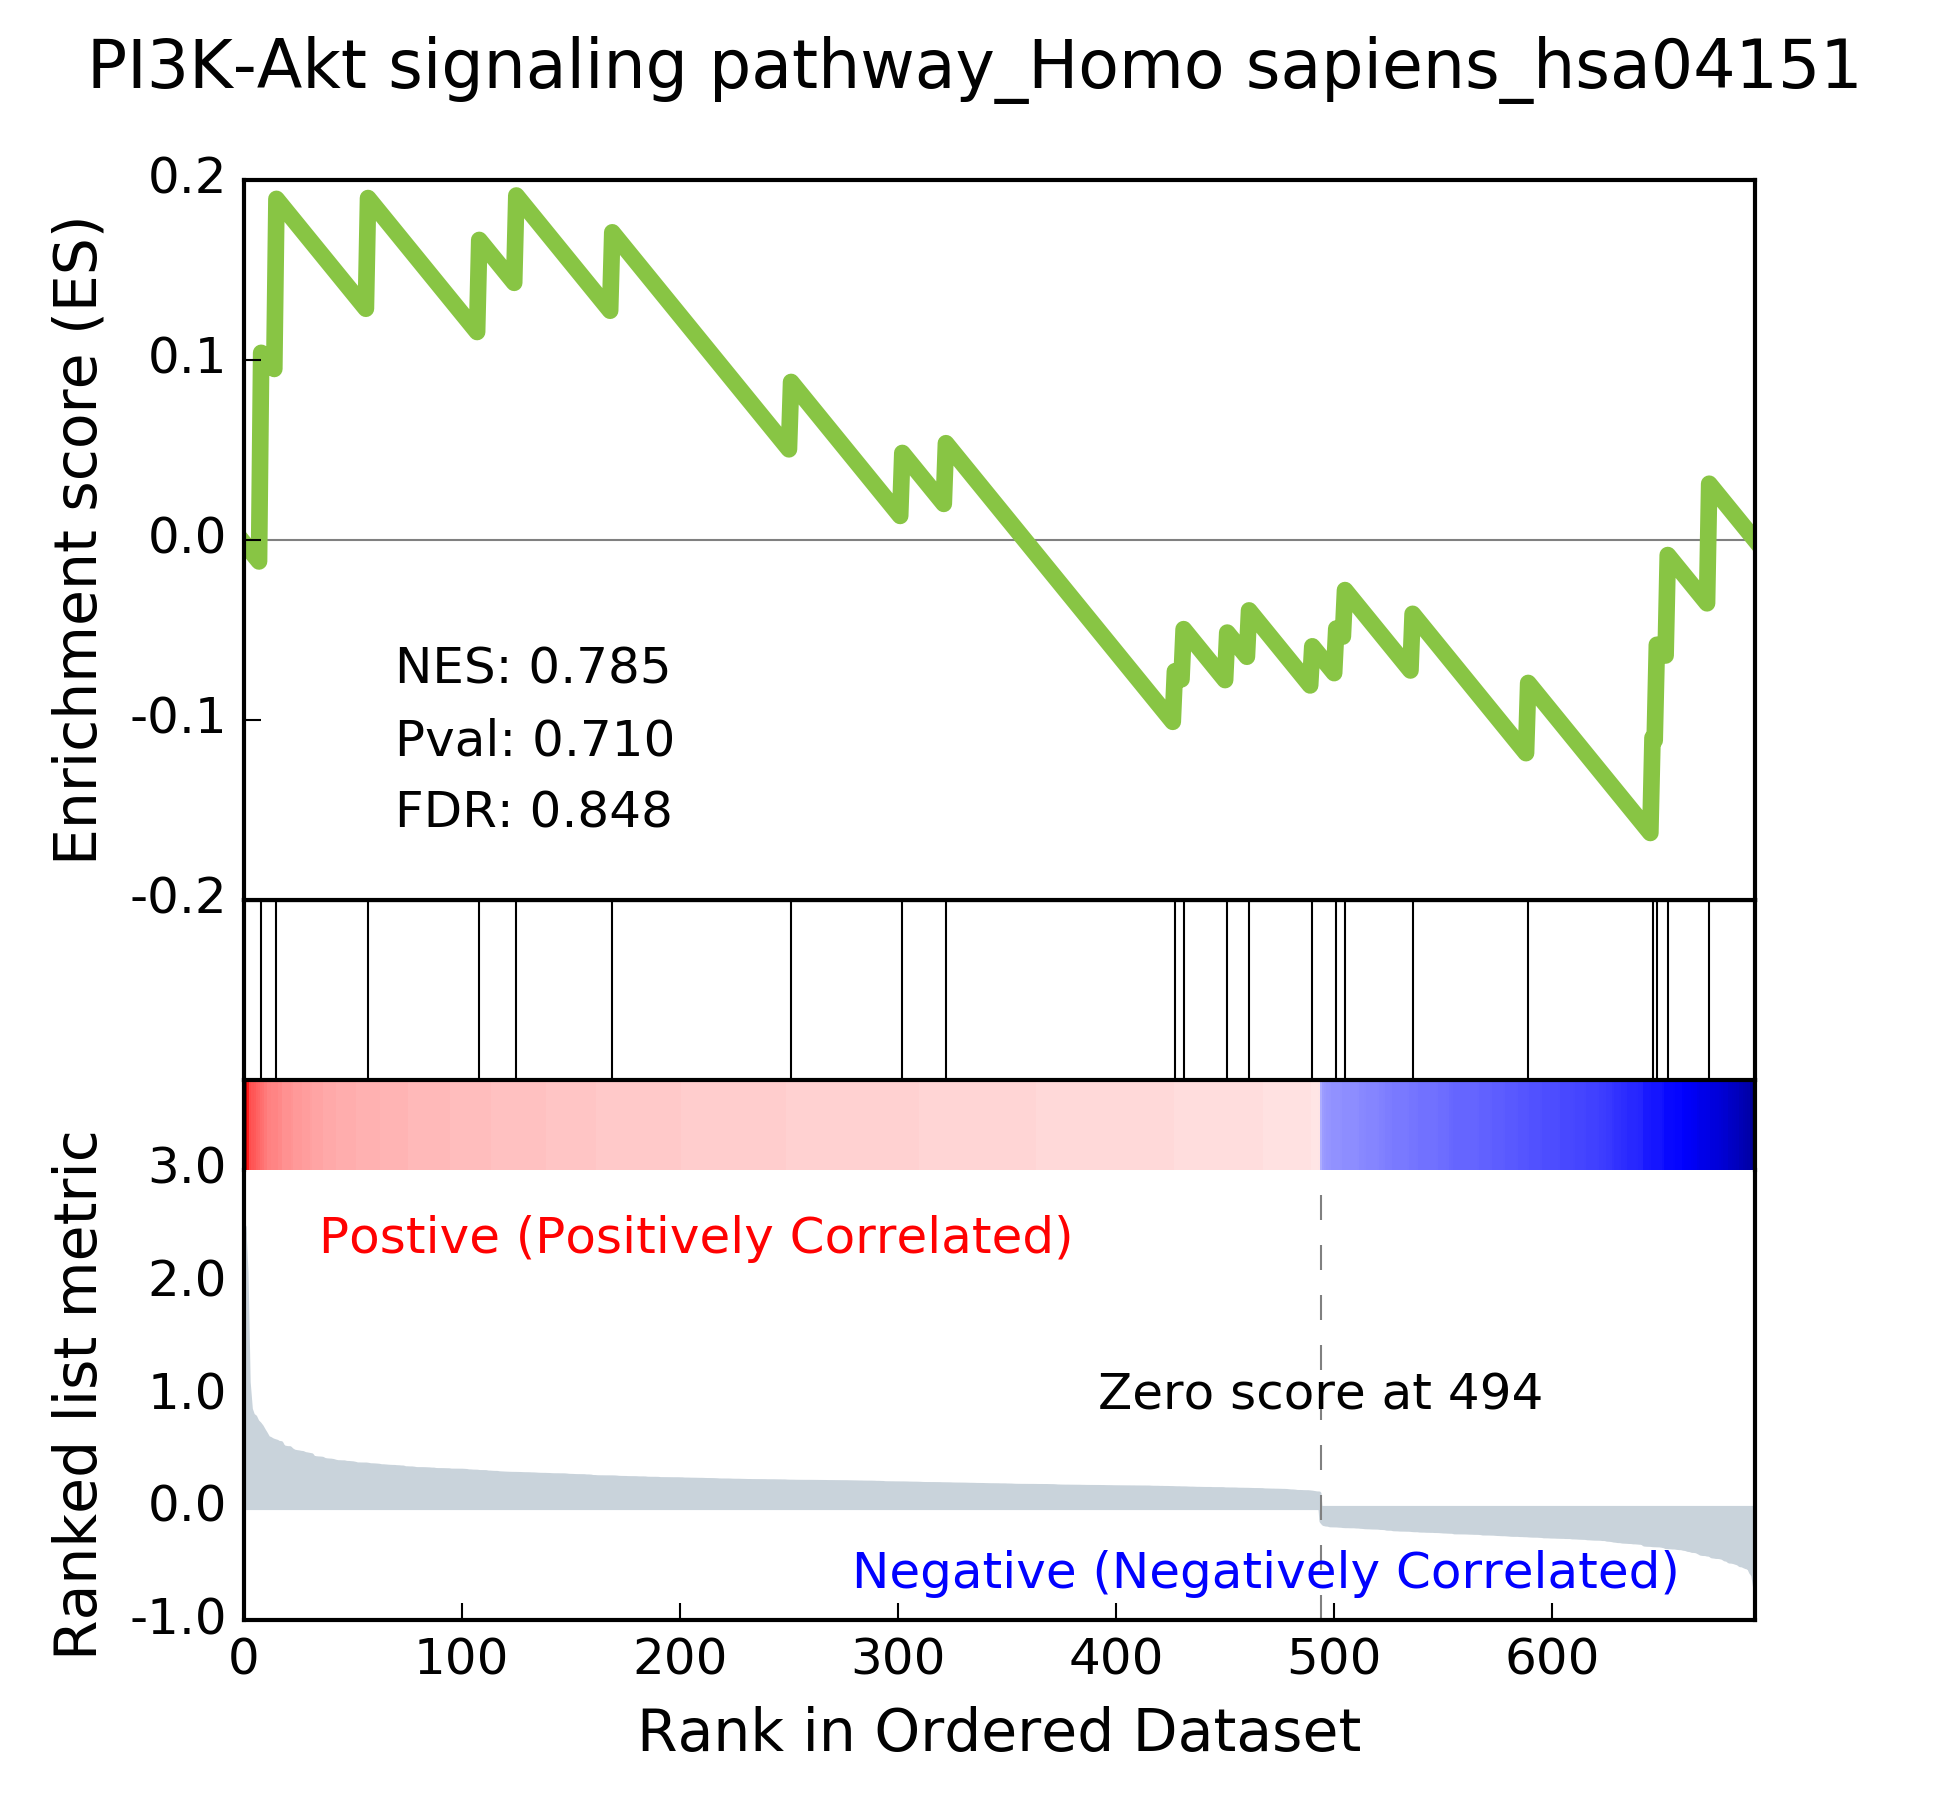 PI3K-Akt signaling pathway_Homo sapiens_hsa04151
Enrichment score (ES)
0.2
0.1
0.0
-0.1
-0.2
NES: 0.785
Pval: 0.710
FDR: 0.848
Ranked list metric
3.0
2.0
1.0
0.0
-1.0
Postive (Positively Correlated)
Zero score at 494
Negative (Negatively Correlated)
0 100 200 300 400 500 600
Rank in Ordered Dataset